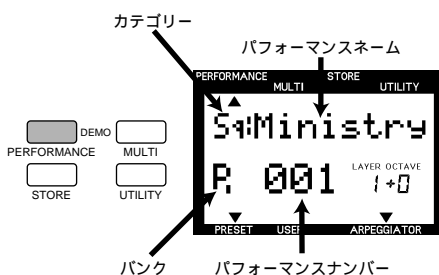 カテゴリー
パフォーマンスネーム
PERFORMANCE STORE
MULTI UTILITY
Sq:Ministry
DEMO
PERFORMANCE MULTI
STORE UTILITY
P. 001
LAYER OCTAVE
1+0
PRESET USER ARPEGGIATOR
バンク パフォーマンスナンバー